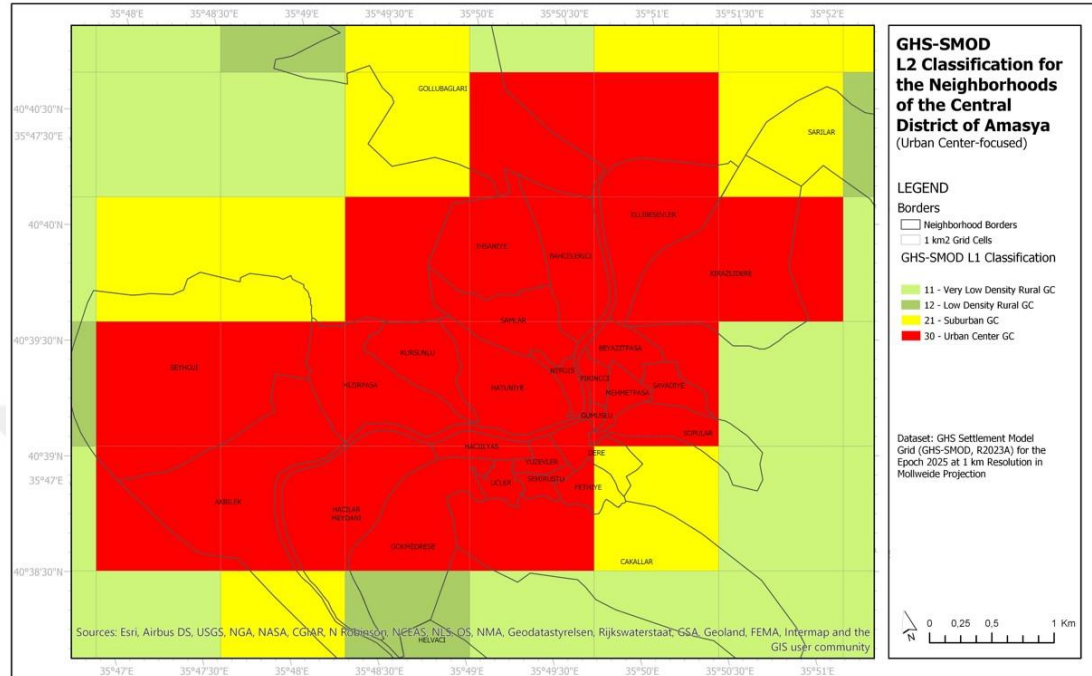 35°48'E 35°48'30"E 35°49'E 35°49'30"E 35°50'E 35°50'30"E 35°51'E 35°51'30"E 35°52'E
GHS-SMOD
L2 Classification for
the Neighborhoods
of the Central
District of Amasya
(Urban Center-focused)
LEGEND
Borders
Neighborhood Borders
1 km2 Grid Cells
GHS-SMOD L1 Classification
11 - Very Low Density Rural GC
12 - Low Density Rural GC
21 - Suburban GC
30 - Urban Center GC
Dataset: GHS Settlement Model
Grid (GHS-SMOD, R2023A) for the
Epoch 2025 at 1 km Resolution in
Mollweide Projection
N
0 0,25 0,5 1 Km
40°40'30"N
35°47'30"E
40°40'N
40°39'30"N
40°39'N
35°47'E
40°38'30"N
GOLLUBAGLARI
SARILAR
ELLIBESEVLER
IHSANIYE
BAHCELERICI
KIRAZLIDERE
SAMLAR
BEYAZITPASA
KURSUNLU
SEYHCUI
HIZIRPASA
HATUNIYE
NERGIZ
PIRINCCI
MEHMETPASA
SAVADIYE
GUMUSLU
KOPULAR
HACIILYAS
DERE
YUZEVLER
UCLER
SEHIRUSTU
FETHIYE
AKBILEK
HACILAR
MEYDANI
GOKMEDRESE
CAKALLAR
HELVACI
Sources: Esri, Airbus DS, USGS, NGA, NASA, CGIAR, N Robinson, NCEAS, NLS, OS, NMA, Geodatastyrelsen, Rijkswaterstaat, GSA, Geoland, FEMA, Intermap and the
GIS user community
35°47'E 35°47'30"E 35°48'E 35°48'30"E 35°49'E 35°49'30"E 35°50'E 35°50'30"E 35°51'E